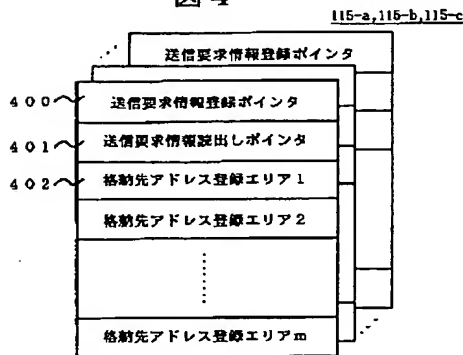 図4
115-a,115-b,115-c
送信要求情報登録ポインタ
400 送信要求情報登録ポインタ
401 送信要求情報読出しポインタ
402 格納先アドレス登録エリア1
格納先アドレス登録エリア2
格納先アドレス登録エリアm